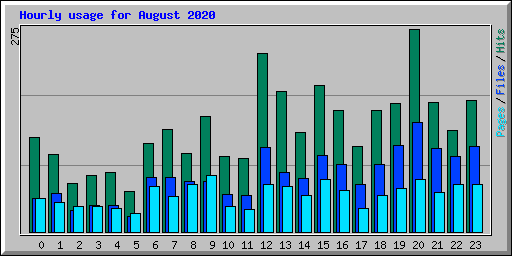 Hourly usage for August 2020
275
Pages / Files / Hits
0 1 2 3 4 5 6 7 8 9 10 11 12 13 14 15 16 17 18 19 20 21 22 23